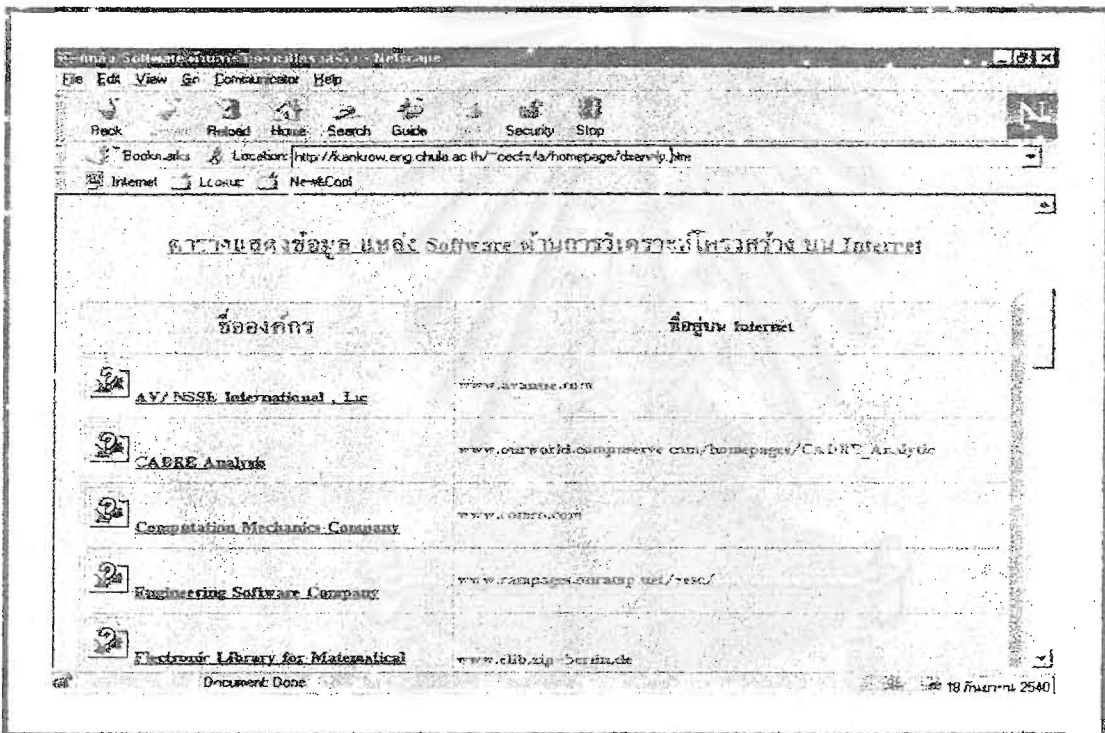 Software - Netscape
File Edit View Go Communicator Help
Back Reload Home Search Guide Security Stop
Bookmarks Location: http://kankrow.eng.chula.ac.th/
Internet Lookup New&Cool
ตารางแสดงข้อมูล แหล่ง Software ด้านการวิเคราะห์โครงสร้าง บน Internet
ชื่อองค์กร ที่อยู่บน Internet
International , Inc www.avansse.com
CADRE Analysis www.ourworld.compuserve.com/homepages/CADRE_Analytic
Computation Mechanics Company www.comco.com
Engineering Software Company
Electronic Library for Matematical www.elib.zip-berlin.de
Document: Done
18 กันยายน 2540